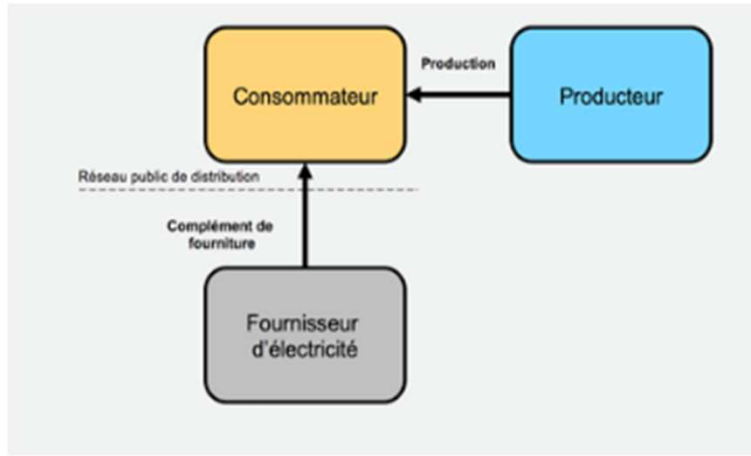 Consommateur
Production
Producteur
Réseau public de distribution
Complément de
fourniture
Fournisseur
d'électricité